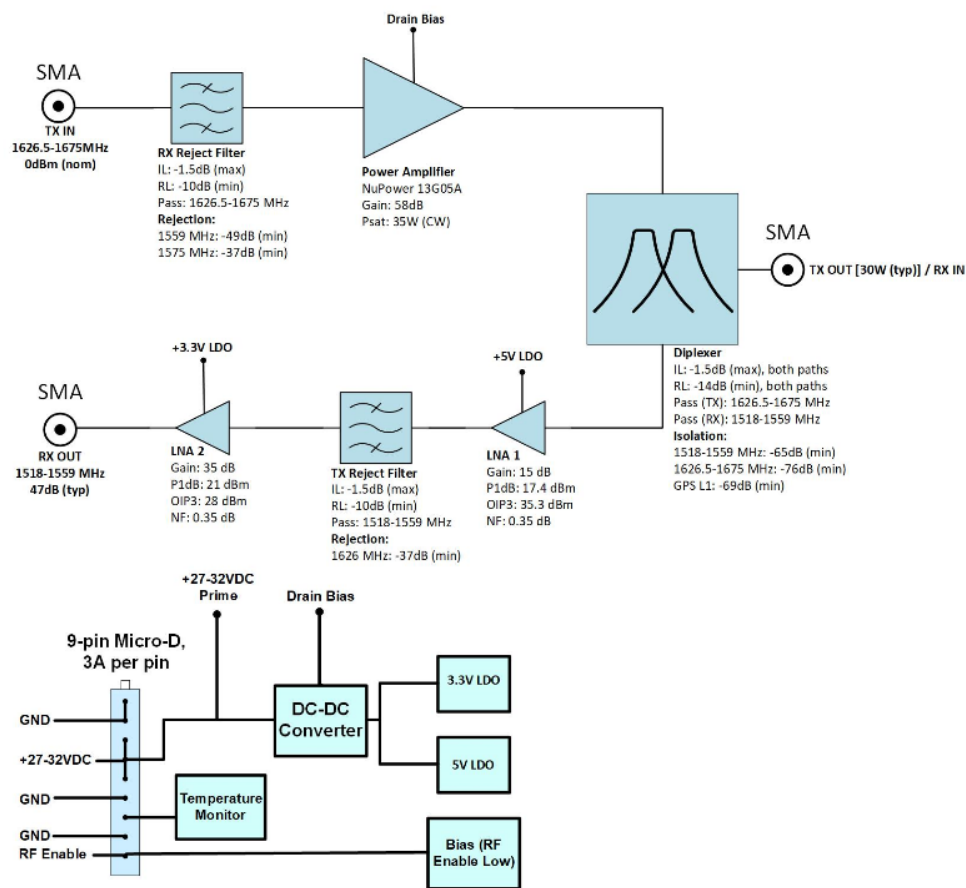 Drain Bias
SMA
TX IN
1626.5-1675MHz
0dBm (nom)
RX Reject Filter
IL: -1.5dB (max)
RL: -10dB (min)
Pass: 1626.5-1675 MHz
Rejection:
1559 MHz: -49dB (min)
1575 MHz: -37dB (min)
Power Amplifier
NuPower 13G05A
Gain: 58dB
Psat: 35W (CW)
SMA
TX OUT [30W (typ)] / RX IN
Diplexer
IL: -1.5dB (max), both paths
RL: -14dB (min), both paths
Pass (TX): 1626.5-1675 MHz
Pass (RX): 1518-1559 MHz
Isolation:
1518-1559 MHz: -65dB (min)
1626.5-1675 MHz: -76dB (min)
GPS L1: -69dB (min)
+3.3V LDO
+5V LDO
SMA
RX OUT
1518-1559 MHz
47dB (typ)
LNA 2
Gain: 35 dB
P1dB: 21 dBm
OIP3: 28 dBm
NF: 0.35 dB
TX Reject Filter
IL: -1.5dB (max)
RL: -10dB (min)
Pass: 1518-1559 MHz
Rejection:
1626 MHz: -37dB (min)
LNA 1
Gain: 15 dB
P1dB: 17.4 dBm
OIP3: 35.3 dBm
NF: 0.35 dB
+27-32VDC
Prime
Drain Bias
9-pin Micro-D,
3A per pin
GND
+27-32VDC
GND
GND
RF Enable
DC-DC
Converter
3.3V LDO
5V LDO
Temperature
Monitor
Bias (RF
Enable Low)